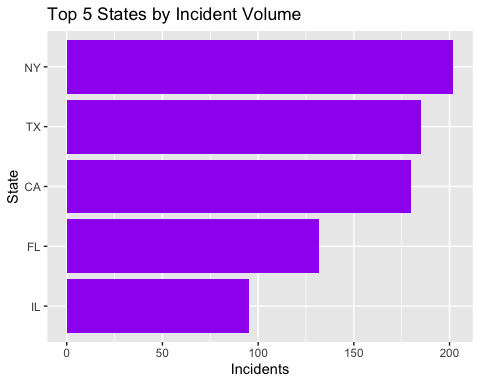 Top 5 States by Incident Volume
NY
TX
CA
FL
IL
State
0 50 100 150 200
Incidents